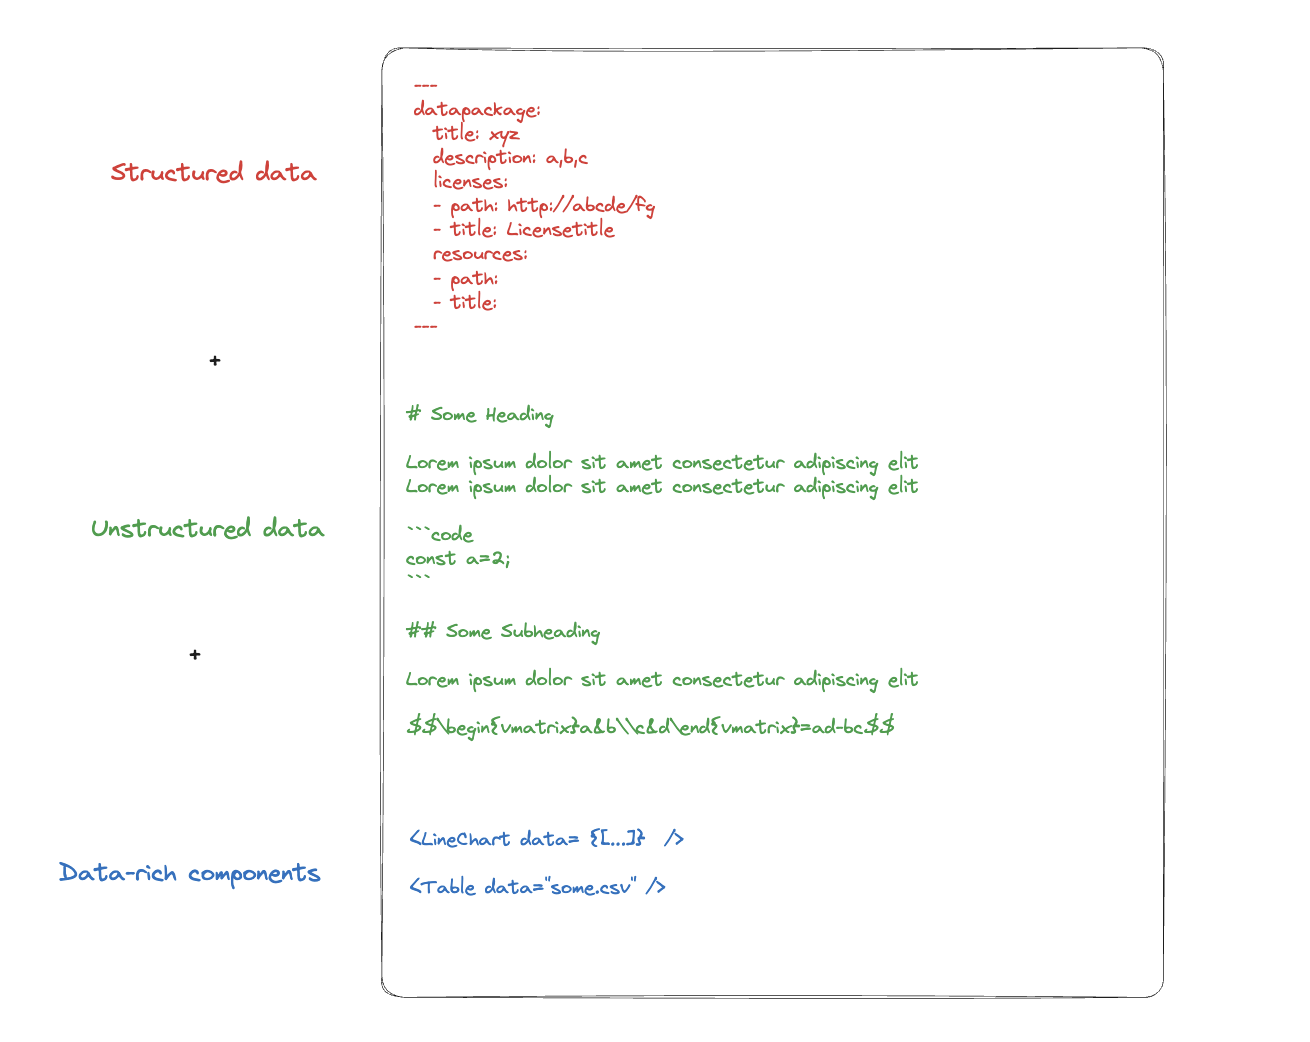 ---
datapackage:
title: xyz
description: a,b,c
Structured data
licenses:
- path: http://abcde/fg
- title: Licensetitle
resources:
- path:
- title:
---
+
# Some Heading
Lorem ipsum dolor sit amet consectetur adipiscing elit
Lorem ipsum dolor sit amet consectetur adipiscing elit
Unstructured data
```code
const a=2;
```
## Some Subheading
+
Lorem ipsum dolor sit amet consectetur adipiscing elit
$$\begin{vmatrix}a&b\\c&d\end{vmatrix}=ad-bc$$
<LineChart data= {[...]}  />
Data-rich components
<Table data="some.csv" />